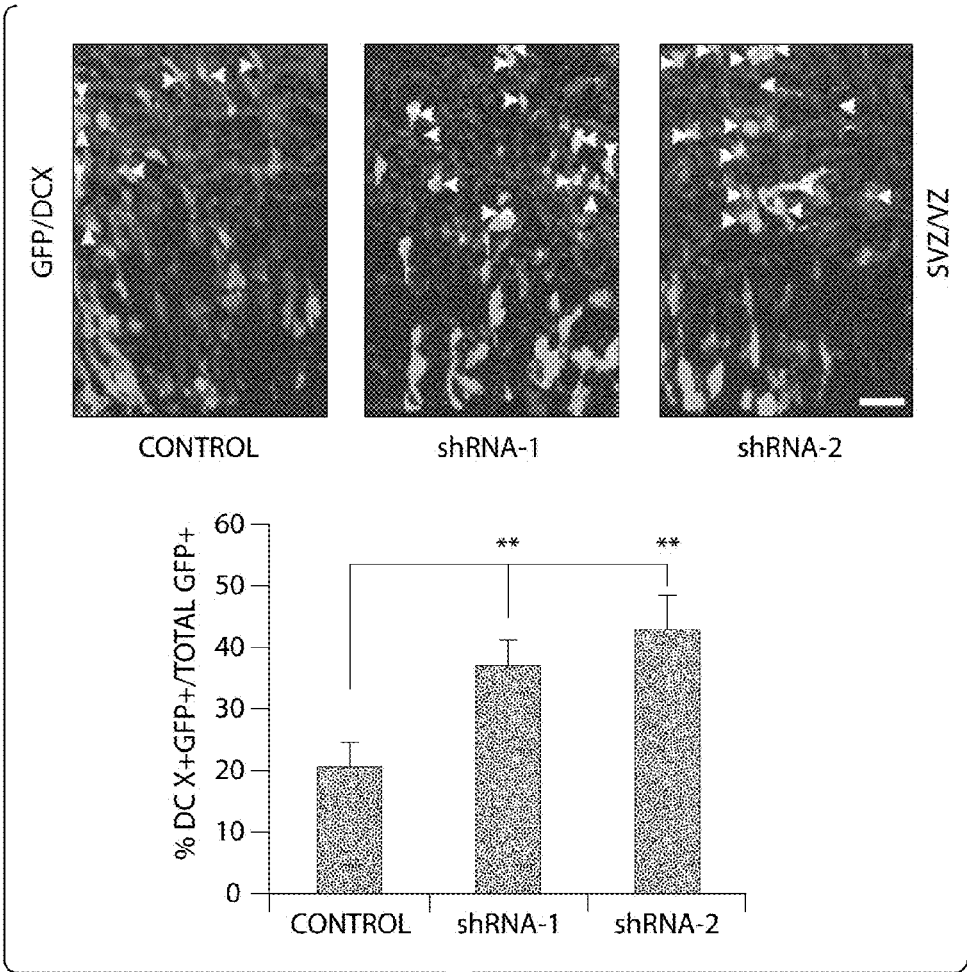 GFP/DCX
SVZ/VZ
CONTROL
shRNA-1
shRNA-2
% DC X+GFP+/TOTAL GFP+
60
50
40
30
20
10
0
**
**
CONTROL
shRNA-1
shRNA-2